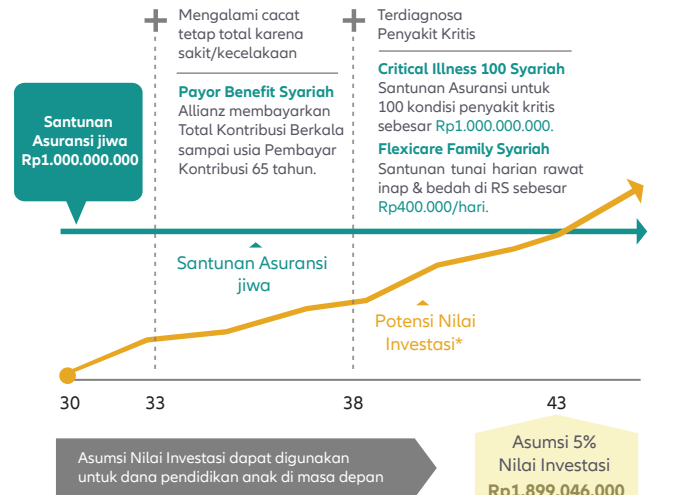 Mengalami cacat
tetap total karena
sakit/kecelakaan
Payor Benefit Syariah
Allianz membayarkan
Total Kontribusi Berkala
sampai usia Pembayar
Kontribusi 65 tahun.
Terdiagnosa
Penyakit Kritis
Critical Illness 100 Syariah
Santunan Asuransi untuk
100 kondisi penyakit kritis
sebesar Rp1.000.000.000.
Flexicare Family Syariah
Santunan tunai harian rawat
inap & bedah di RS sebesar
Rp400.000/hari.
Santunan
Asuransi jiwa
Rp1.000.000.000
Santunan Asuransi
jiwa
Potensi Nilai
Investasi*
30
33
38
43
Asumsi Nilai Investasi dapat digunakan
untuk dana pendidikan anak di masa depan
Asumsi 5%
Nilai Investasi
Rp1.899.046.000